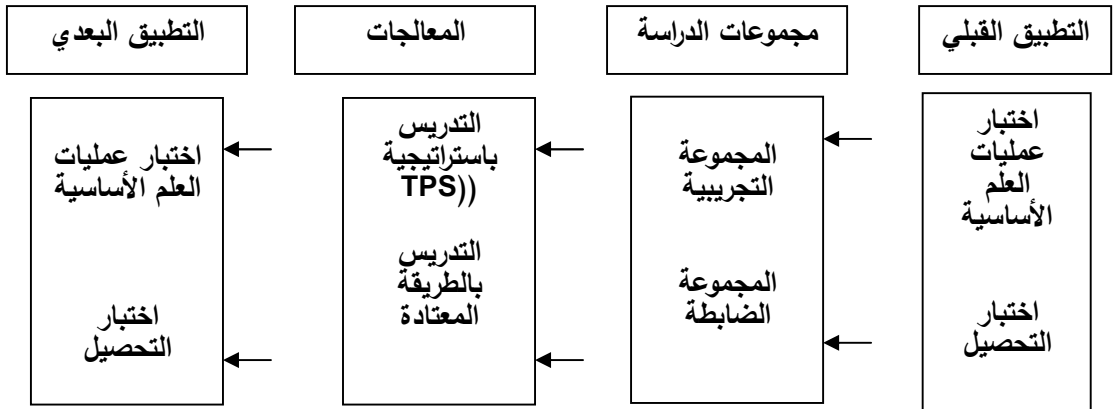 التطبيق القبلي
مجموعات الدراسة
المعالجات
التطبيق البعدي
اختبار
عمليات
العلم
الأساسية
اختبار
التحصيل
المجموعة
التجريبية
المجموعة
الضابطة
التدريس
باستراتيجية
TPS))
التدريس
بالطريقة
المعتادة
اختبار عمليات
العلم الأساسية
اختبار
التحصيل